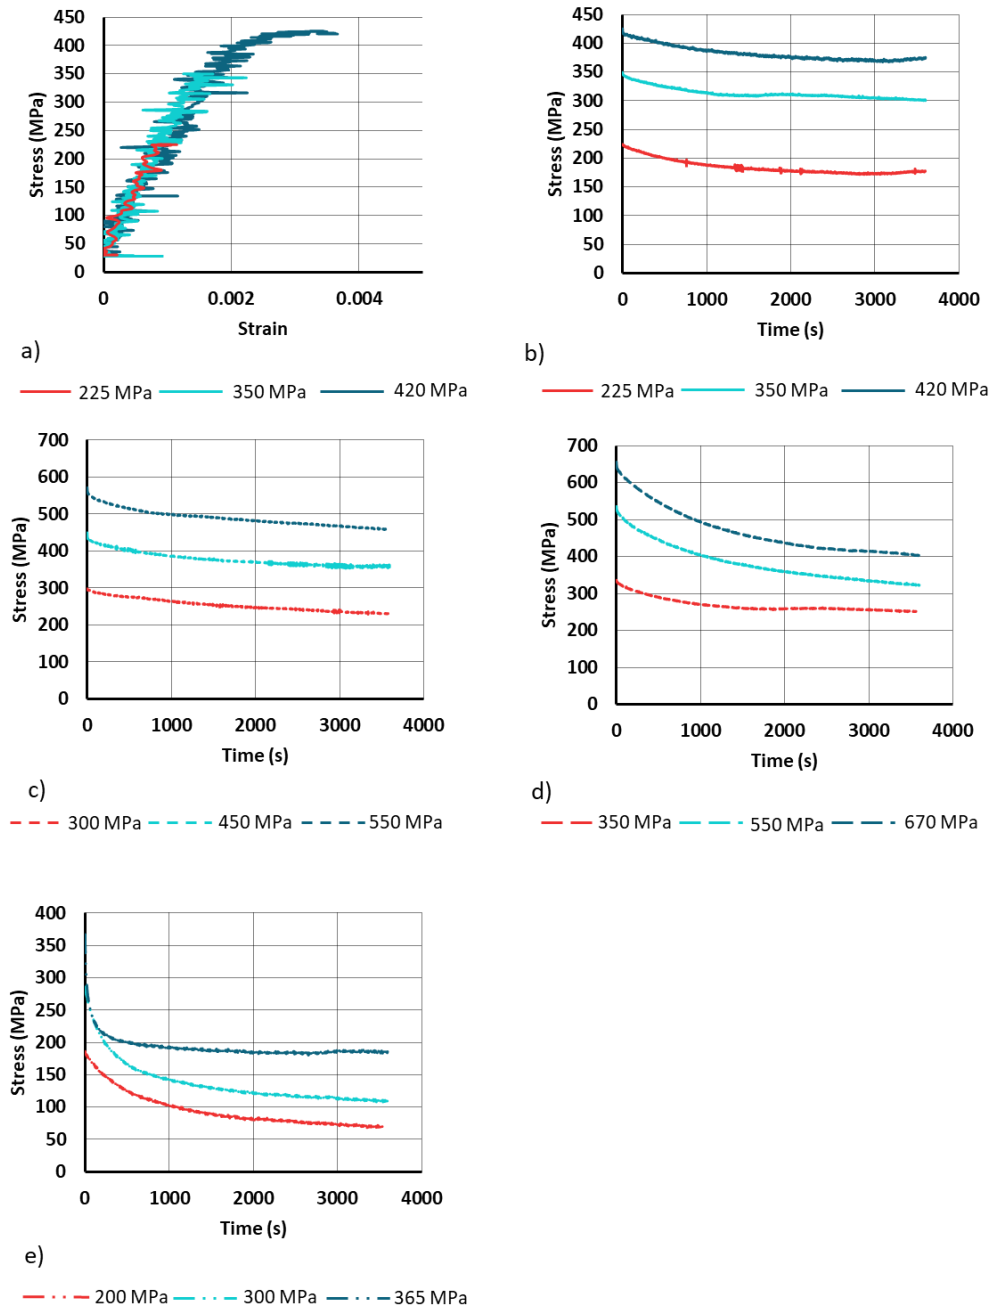 450
400
350
300
250
200
150
100
50
0
Stress (MPa)
0
0.002
0.004
Strain
a)
450
400
350
300
250
200
150
100
50
0
Stress (MPa)
0
1000
2000
3000
4000
Time (s)
b)
225 MPa
350 MPa
420 MPa
225 MPa
350 MPa
420 MPa
700
600
500
400
300
200
100
0
Stress (MPa)
0
1000
2000
3000
4000
Time (s)
c)
700
600
500
400
300
200
100
0
Stress (MPa)
0
1000
2000
3000
4000
Time (s)
d)
300 MPa
450 MPa
550 MPa
350 MPa
550 MPa
670 MPa
400
350
300
250
200
150
100
50
0
Stress (MPa)
0
1000
2000
3000
4000
Time (s)
e)
200 MPa
300 MPa
365 MPa